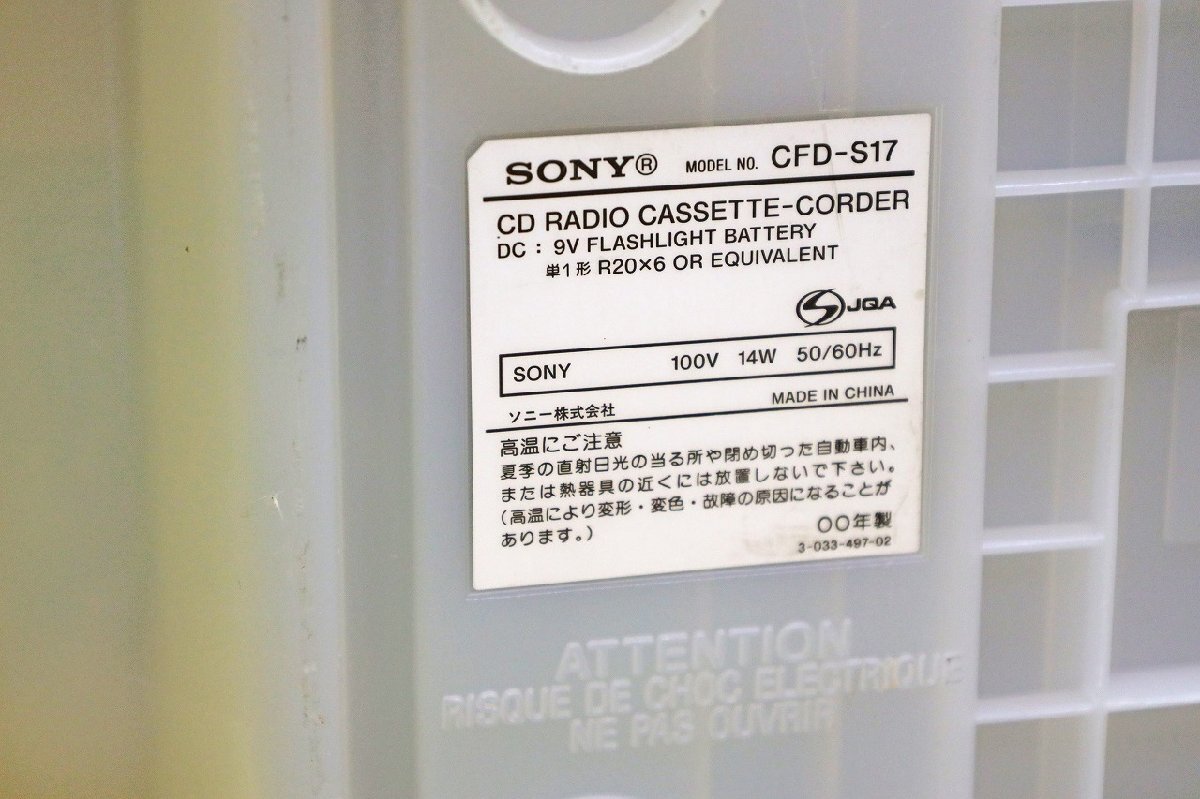 SONY® MODEL NO. CFD-S17
CD RADIO CASSETTE-CORDER
DC : 9V FLASHLIGHT BATTERY
単1形 R20×6 OR EQUIVALENT
JQA
SONY 100V 14W 50/60Hz
ソニー株式会社 MADE IN CHINA
高温にご注意
夏季の直射日光の当る所や閉め切った自動車内、
または熱器具の近くには放置しないで下さい。
(高温により変形・変色・故障の原因になることが
あります。)
00年製
3-033-497-02
ATTENTION
RISQUE DE CHOC ELECTRIQUE
NE PAS OUVRIR